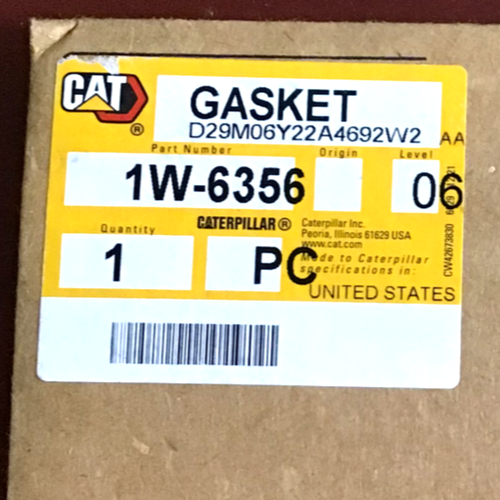 CAT
®
GASKET
D29M06Y22A4692W2 AA
Part Number Origin Level
1W-6356 06
Quantity
CATERPILLAR®
Caterpillar Inc.
Peoria, Illinois 61629 USA
www.cat.com
1 PC
Made to Caterpillar
specifications in:
UNITED STATES
CW42673830